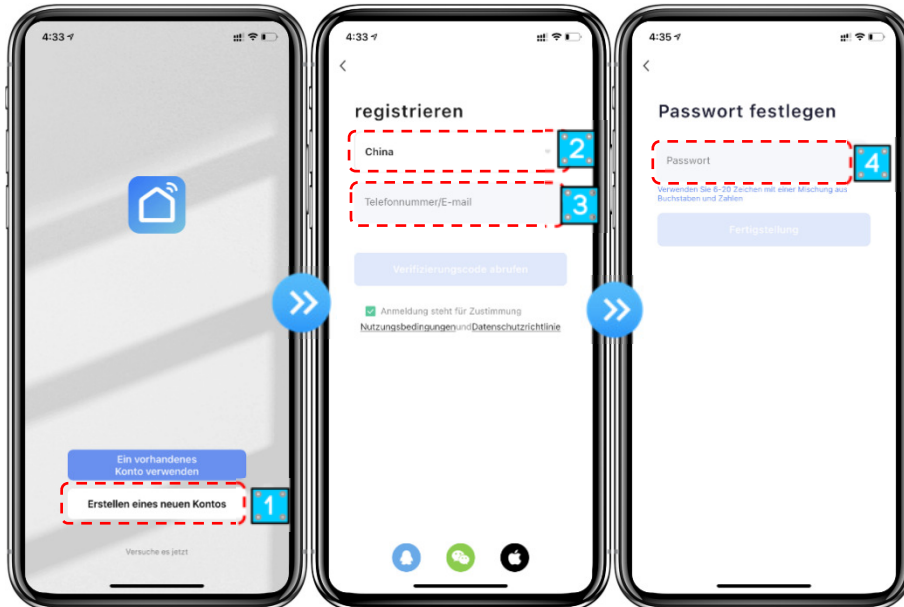 4:33
Ein vorhandenes
Konto verwenden
Erstellen eines neuen Kontos
1
Versuche es jetzt
4:33
registrieren
China
2
Telefonnummer/E-mail
3
Verifizierungscode abrufen
Anmeldung steht für Zustimmung
NutzungsbedingungenundDatenschutzrichtlinie
4:35
Passwort festlegen
Passwort
4
Verwenden Sie 6-20 Zeichen mit einer Mischung aus
Buchstaben und Zahlen
Fertigstellung